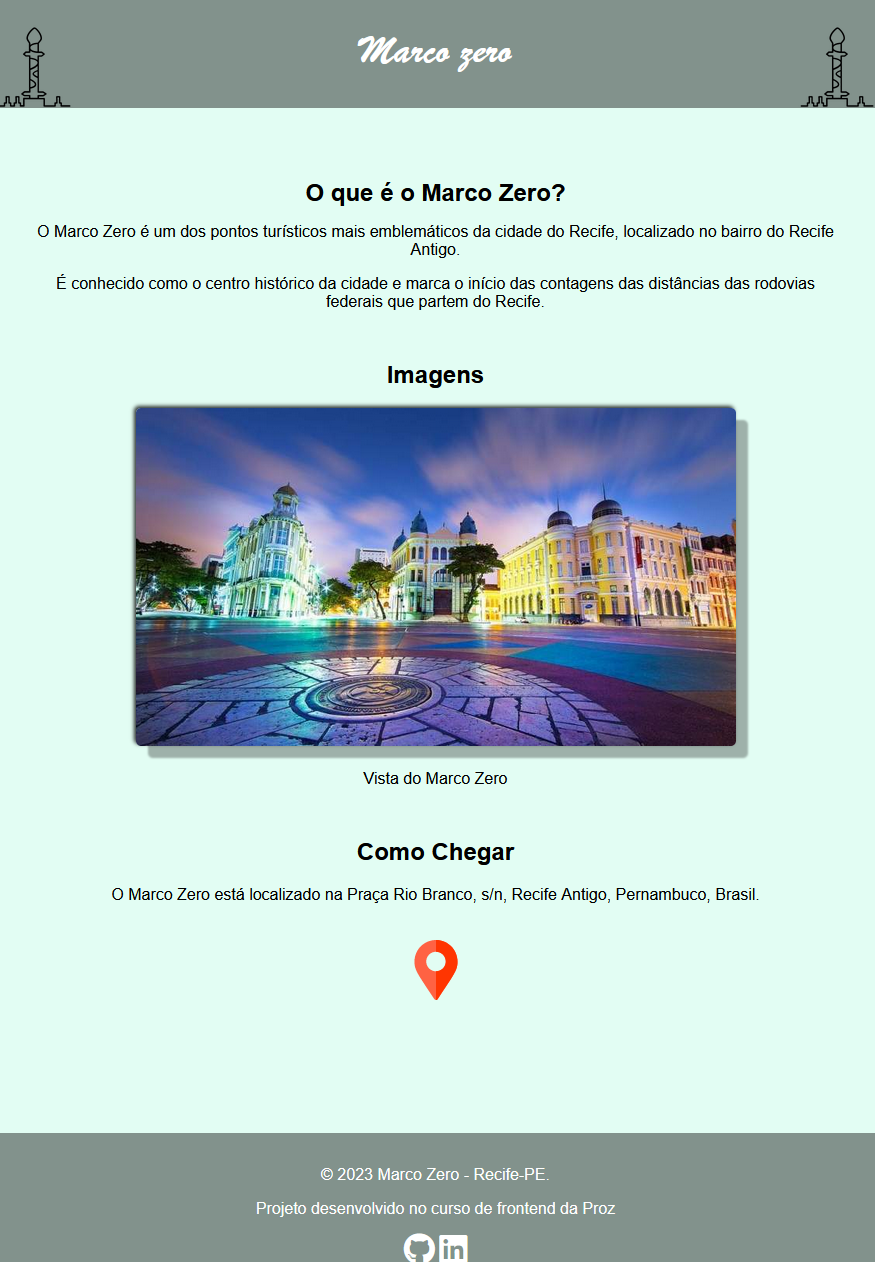 Marco zero
O que é o Marco Zero?
O Marco Zero é um dos pontos turísticos mais emblemáticos da cidade do Recife, localizado no bairro do Recife
Antigo.
É conhecido como o centro histórico da cidade e marca o início das contagens das distâncias das rodovias
federais que partem do Recife.
Imagens
Vista do Marco Zero
Como Chegar
O Marco Zero está localizado na Praça Rio Branco, s/n, Recife Antigo, Pernambuco, Brasil.
© 2023 Marco Zero - Recife-PE.
Projeto desenvolvido no curso de frontend da Proz
in